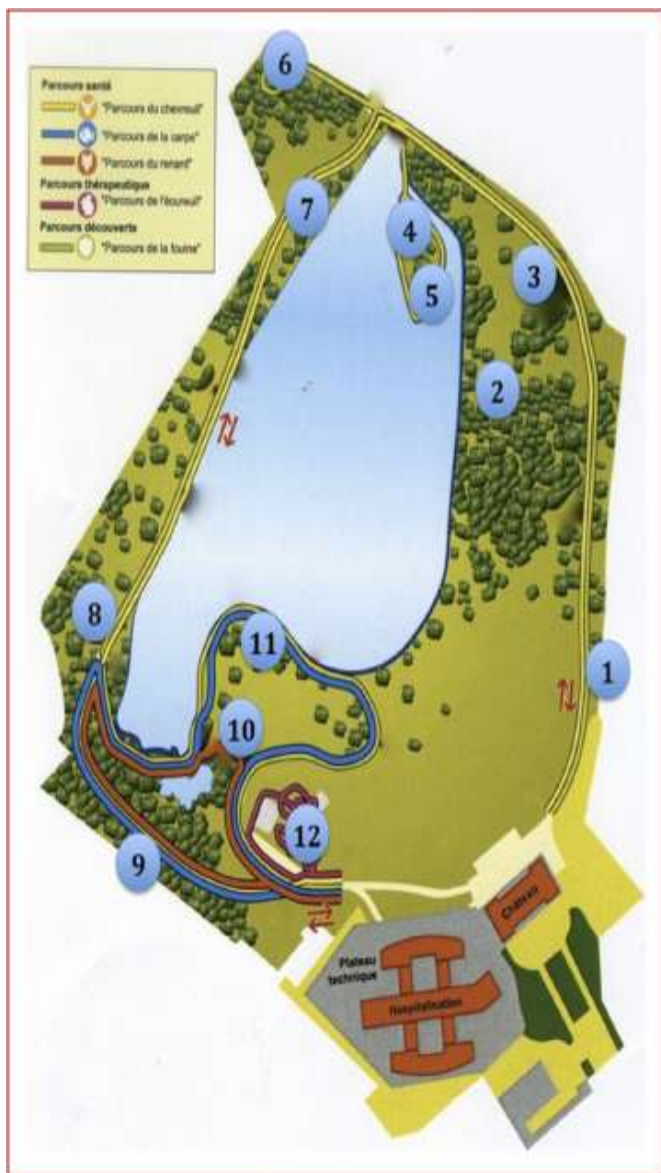 Parcours santé
"Parcours du chevreuil"
"Parcours de la carpe"
"Parcours du renard"
Parcours thérapeutique
"Parcours de l'écureuil"
Parcours découverte
"Parcours de la fouine"
6
7
4
5
3
2
8
11
1
10
12
9
Château
Plateau
technique
Hospitalisation